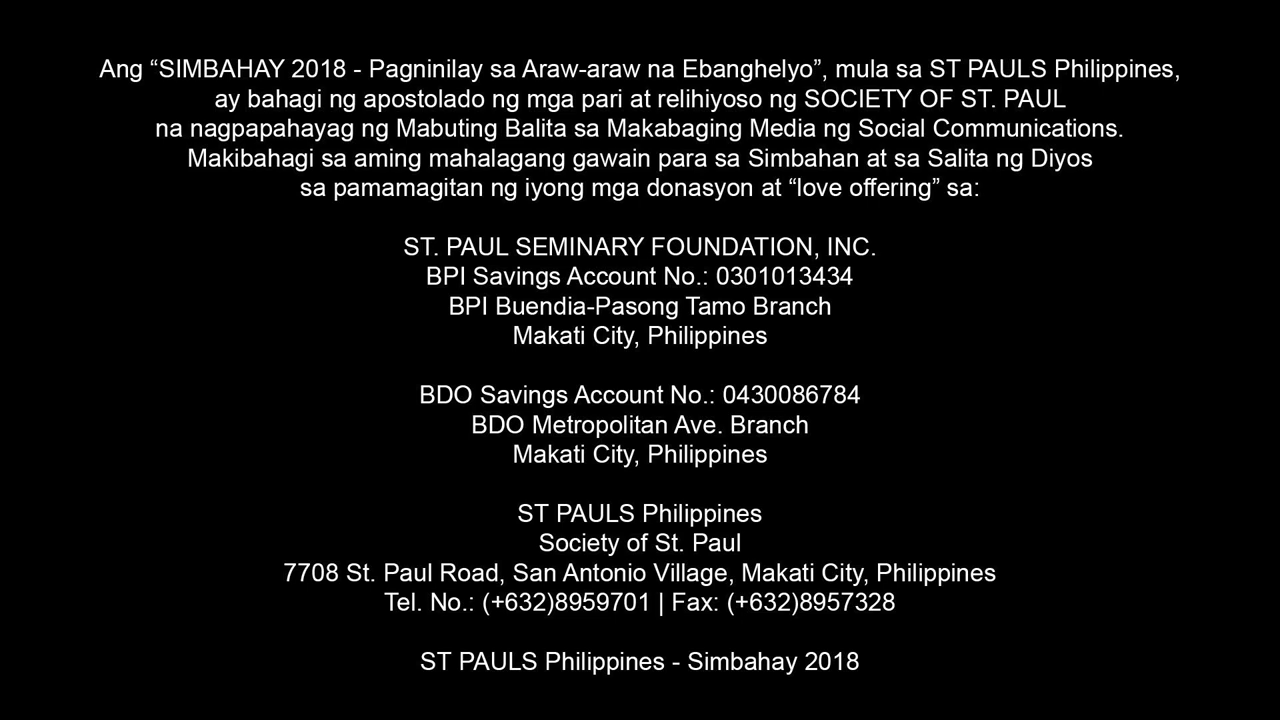 Ang “SIMBAHAY 2018 - Pagninilay sa Araw-araw na Ebanghelyo”, mula sa ST PAULS Philippines,
ay bahagi ng apostolado ng mga pari at relihiyoso ng SOCIETY OF ST. PAUL
na nagpapahayag ng Mabuting Balita sa Makabaging Media ng Social Communications.
Makibahagi sa aming mahalagang gawain para sa Simbahan at sa Salita ng Diyos
sa pamamagitan ng iyong mga donasyon at “love offering” sa:
ST. PAUL SEMINARY FOUNDATION, INC.
BPI Savings Account No.: 0301013434
BPI Buendia-Pasong Tamo Branch
Makati City, Philippines
BDO Savings Account No.: 0430086784
BDO Metropolitan Ave. Branch
Makati City, Philippines
ST PAULS Philippines
Society of St. Paul
7708 St. Paul Road, San Antonio Village, Makati City, Philippines
Tel. No.: (+632)8959701 | Fax: (+632)8957328
ST PAULS Philippines - Simbahay 2018